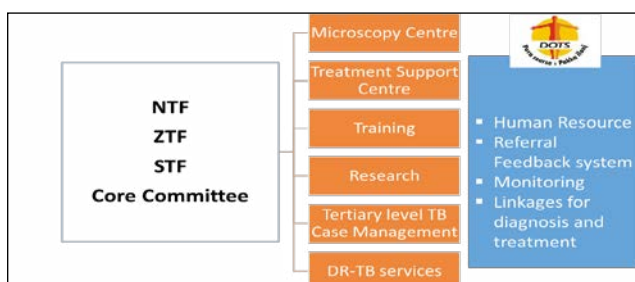 NTF
ZTF
STF
Core Committee
Microscopy Centre
Treatment Support
Centre
Training
Research
Tertiary level TB
Case Management
DR-TB services
DOTS
▪ Human Resource
▪ Referral
Feedback system
▪ Monitoring
▪ Linkages for
diagnosis and
treatment